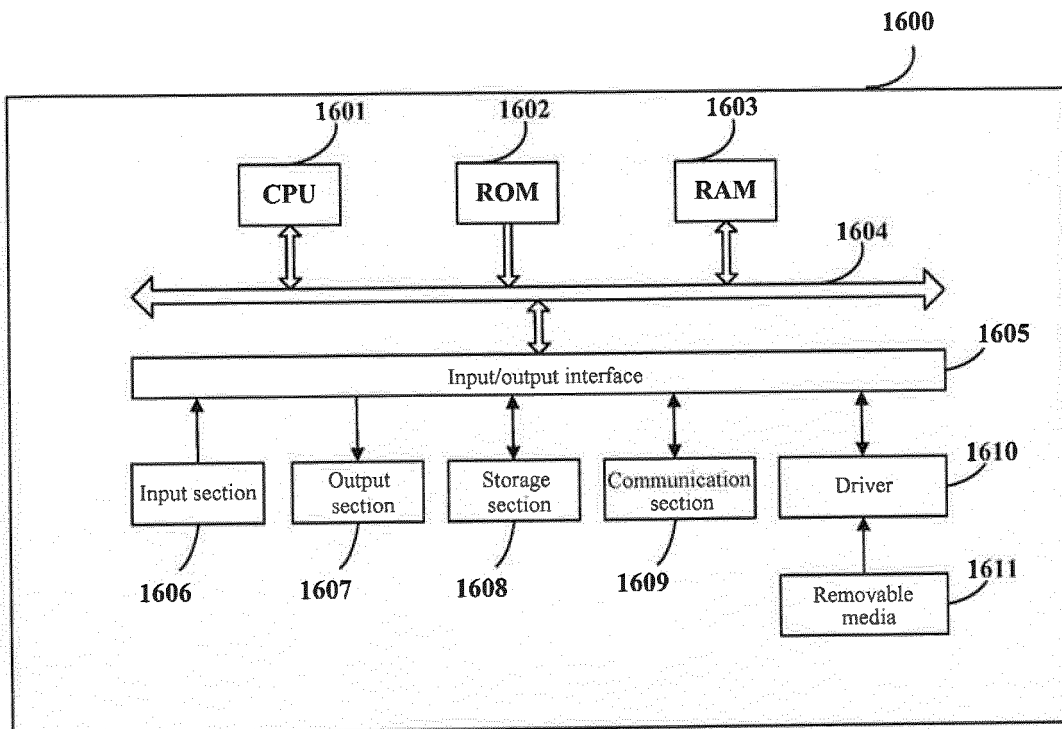 1600
1601
1602
1603
CPU
ROM
RAM
1604
1605
Input/output interface
1610
Input section
Output
section
Storage
section
Communication
section
Driver
1606
1607
1608
1609
1611
Removable
media